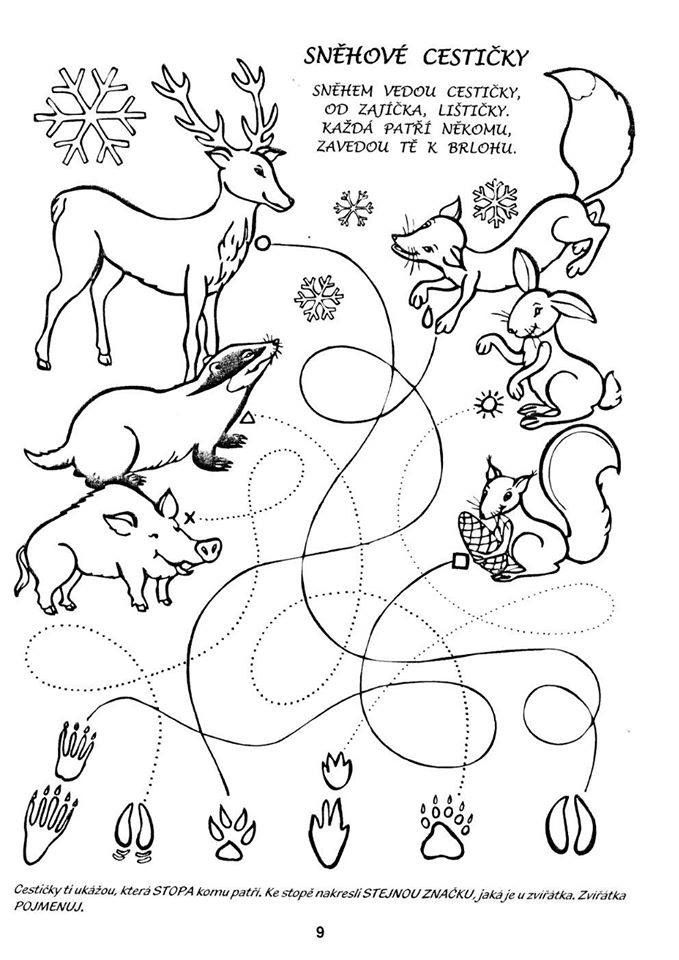 SNĚHOVÉ CESTIČKY
SNĚHEM VEDOU CESTIČKY,
OD ZAJÍČKA, LIŠTIČKY.
KAŽDÁ PATŘÍ NĚKOMU,
ZAVEDOU TĚ K BRLOHU.
Cestičky ti ukážou, která STOPA komu patří. Ke stopě nakresli STEJNOU ZNAČKU, jaká je u zvířátka. Zvířátka
POJMENUJ.
9